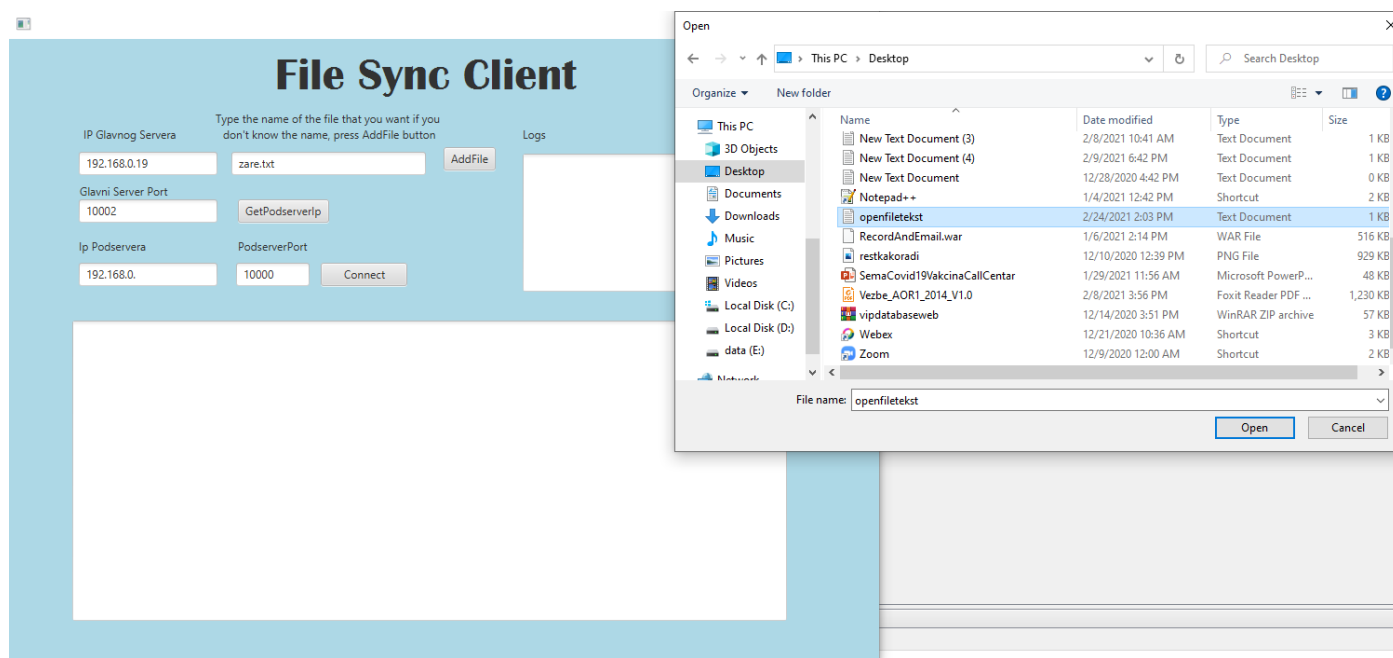 File Sync Client
Type the name of the file that you want if you
don't know the name, press AddFile button
IP Glavnog Servera
Logs
192.168.0.19
zare.txt
AddFile
Glavni Server Port
10002
GetPodserverIp
Ip Podservera
PodserverPort
192.168.0.
10000
Connect
Open
This PC > Desktop
Search Desktop
Organize
New folder
This PC
3D Objects
Desktop
Documents
Downloads
Music
Pictures
Videos
Local Disk (C:)
Local Disk (D:)
data (E:)
Network
Name Date modified Type Size
New Text Document (3) 2/8/2021 10:41 AM Text Document 1 KB
New Text Document (4) 2/9/2021 6:42 PM Text Document 1 KB
New Text Document 12/28/2020 4:42 PM Text Document 0 KB
Notepad++ 1/4/2021 12:42 PM Shortcut 2 KB
openfiletekst 2/24/2021 2:03 PM Text Document 1 KB
RecordAndEmail.war 1/6/2021 2:14 PM WAR File 516 KB
restkakoradi 12/10/2020 12:39 PM PNG File 929 KB
SemaCovid19VakcinaCallCentar 1/29/2021 11:56 AM Microsoft PowerP... 48 KB
Vezbe_AOR1_2014_V1.0 2/8/2021 3:56 PM Foxit Reader PDF ... 1,230 KB
vipdatabaseweb 12/14/2020 3:51 PM WinRAR ZIP archive 57 KB
Webex 12/21/2020 10:36 AM Shortcut 3 KB
Zoom 12/9/2020 12:00 AM Shortcut 2 KB
File name: openfiletekst
Open
Cancel